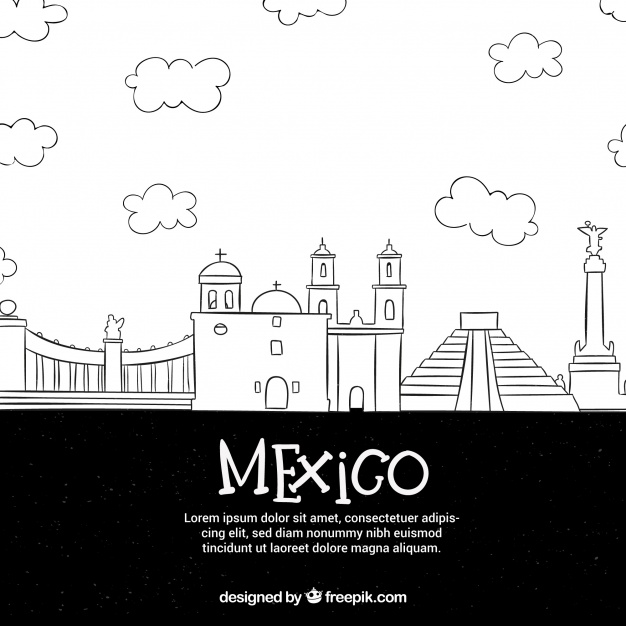 MEXiCO
Lorem ipsum dolor sit amet, consectetuer adipis-
cing elit, sed diam nonummy nibh euismod
tincidunt ut laoreet dolore magna aliquam.
designed by freepik.com